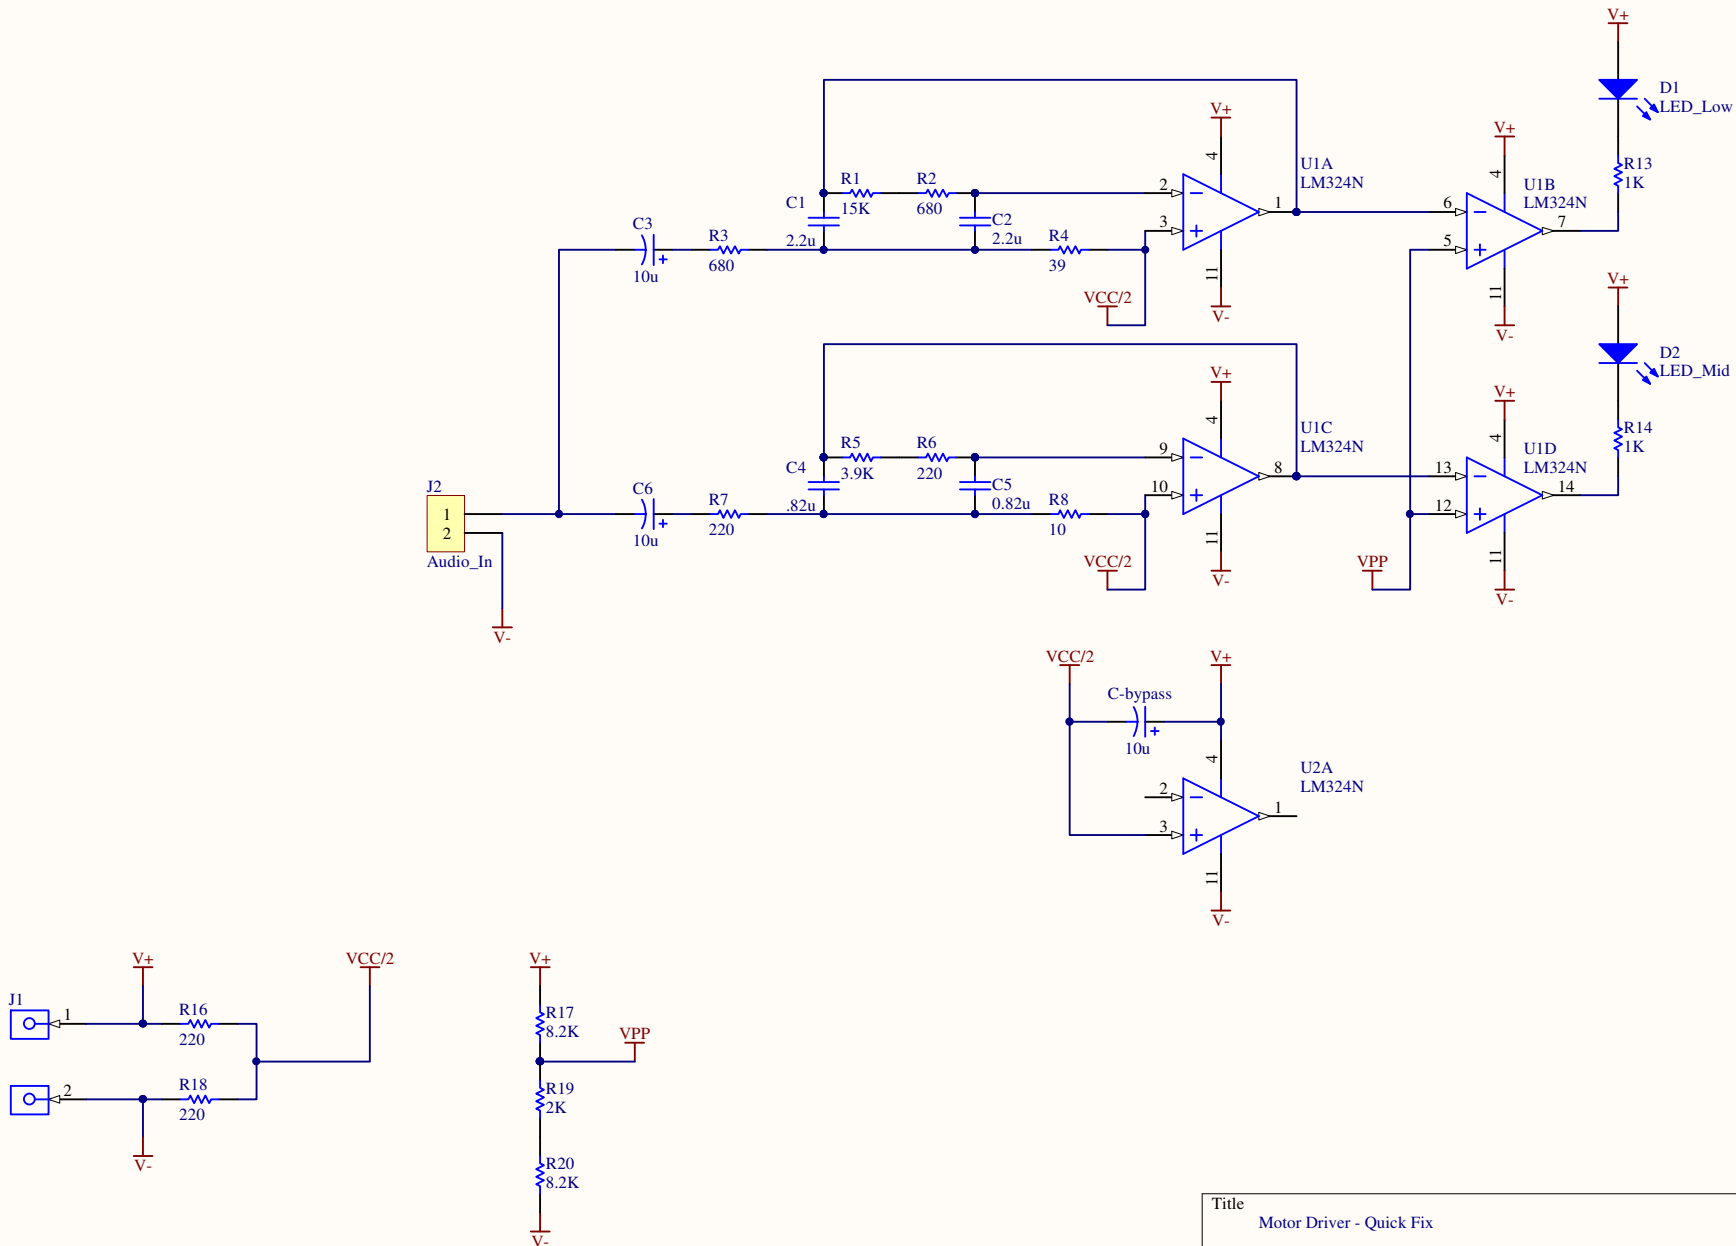 V+
D1
LED_Low
R13
1K
V+
4
U1A
LM324N
V+
4
U1B
LM324N
R1
15K
R2
680
2
3
1
6
5
7
C1
2.2u
C2
2.2u
C3
10u
R3
680
R4
39
11
V-
11
V-
VCC/2
V+
D2
LED_Mid
R14
1K
V+
4
U1C
LM324N
V+
4
U1D
LM324N
R5
3.9K
R6
220
9
10
8
13
12
14
C4
.82u
C5
0.82u
J2
1
2
Audio_In
C6
10u
R7
220
R8
10
11
V-
11
V-
VCC/2
VPP
V-
VCC/2
V+
C-bypass
10u
4
U2A
LM324N
2
3
1
11
V-
V+
VCC/2
V+
J1
1
R16
220
2
R18
220
V-
R17
8.2K
VPP
R19
2K
R20
8.2K
V-
Title
Motor Driver - Quick Fix